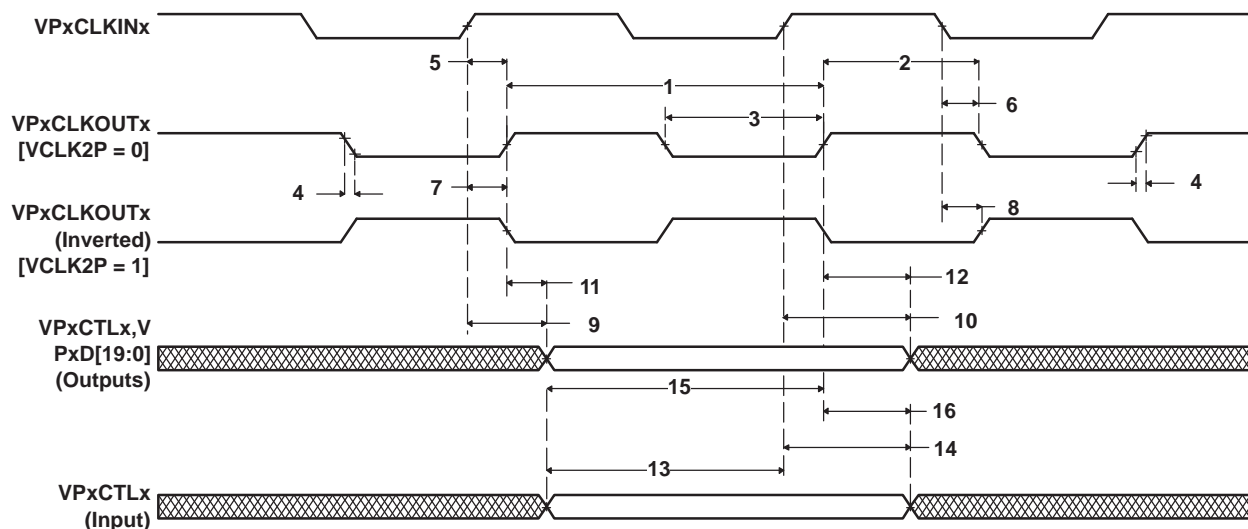 VPxCLKINx
5
2
1
6
VPxCLKOUTx
[VCLK2P = 0]
3
4
7
4
VPxCLKOUTx
(Inverted)
[VCLK2P = 1]
8
11
12
9
10
VPxCTLx,V
PxD[19:0]
(Outputs)
15
16
14
13
VPxCTLx
(Input)